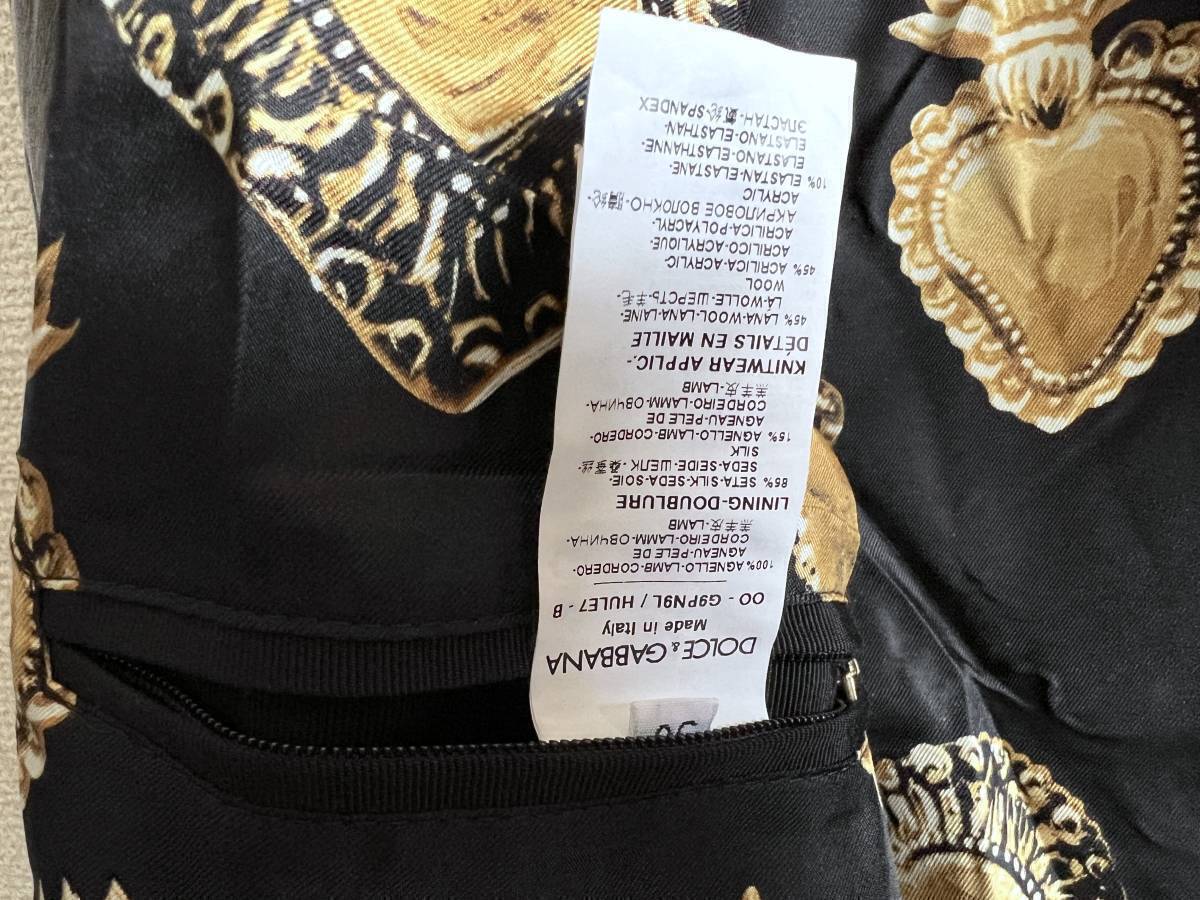 DOLCE&GABBANA
Made in Italy
OO - G9PN9L / HULE7 - B
100% AGNELLO-LAMB-CORDERO-
AGNEAU-PELE DE
CORDEIRO-LAMM-ОВЧИНА-
羔羊皮-LAMB
LINING-DOUBLURE
85% SETA-SILK-SEDA-SOIE-
SEDA-SEIDE-ШЕЛК -桑蚕丝-
SILK
15% AGNELLO-LAMB-CORDERO-
AGNEAU-PELE DE
CORDEIRO-LAMM-ОВЧИНА-
羔羊皮-LAMB
KNITWEAR APPLIC.-
DÉTAILS EN MAILLE
45% LANA-WOOL-LANA-LAINE-
LA-WOLLE-ШЕРСТЬ-羊毛-
WOOL
45% ACRILICA-ACRYLIC-
ACRILICO-ACRYLIQUE-
ACRILICA-POLYACRYL-
АКРИЛОВОЕ ВОЛОКНО-腈纶-
ACRYLIC
10% ELASTAN-ELASTANE-
ELASTANO-ELASTHANNE-
ELASTANO-ELASTHAN-
ЭЛАСТАН-氨纶-SPANDEX